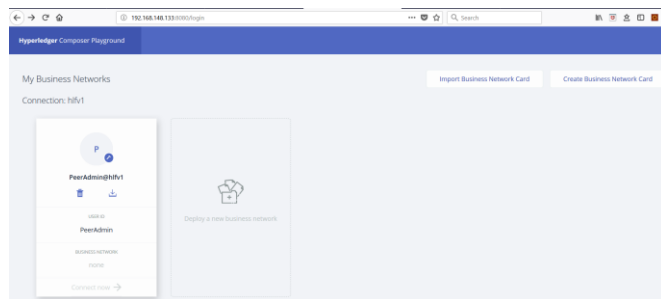 192.168.148.133:8080/login
Search
Hyperledger Composer Playground
My Business Networks
Import Business Network Card
Create Business Network Card
Connection: hlfv1
P
PeerAdmin@hlfv1
USER ID
PeerAdmin
BUSINESS NETWORK
none
Connect now →
Deploy a new business network